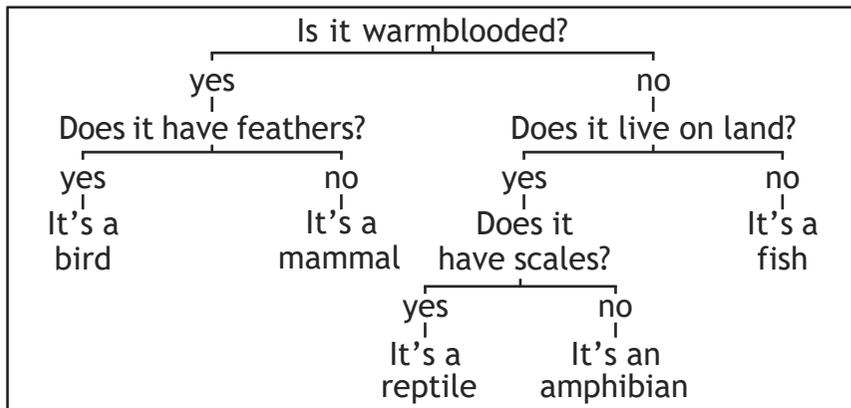 Is it warmblooded?
yes
no
Does it have feathers?
Does it live on land?
yes
no
yes
no
It's a
bird
It's a
mammal
Does it
have scales?
It's a
fish
yes
no
It's a
reptile
It's an
amphibian